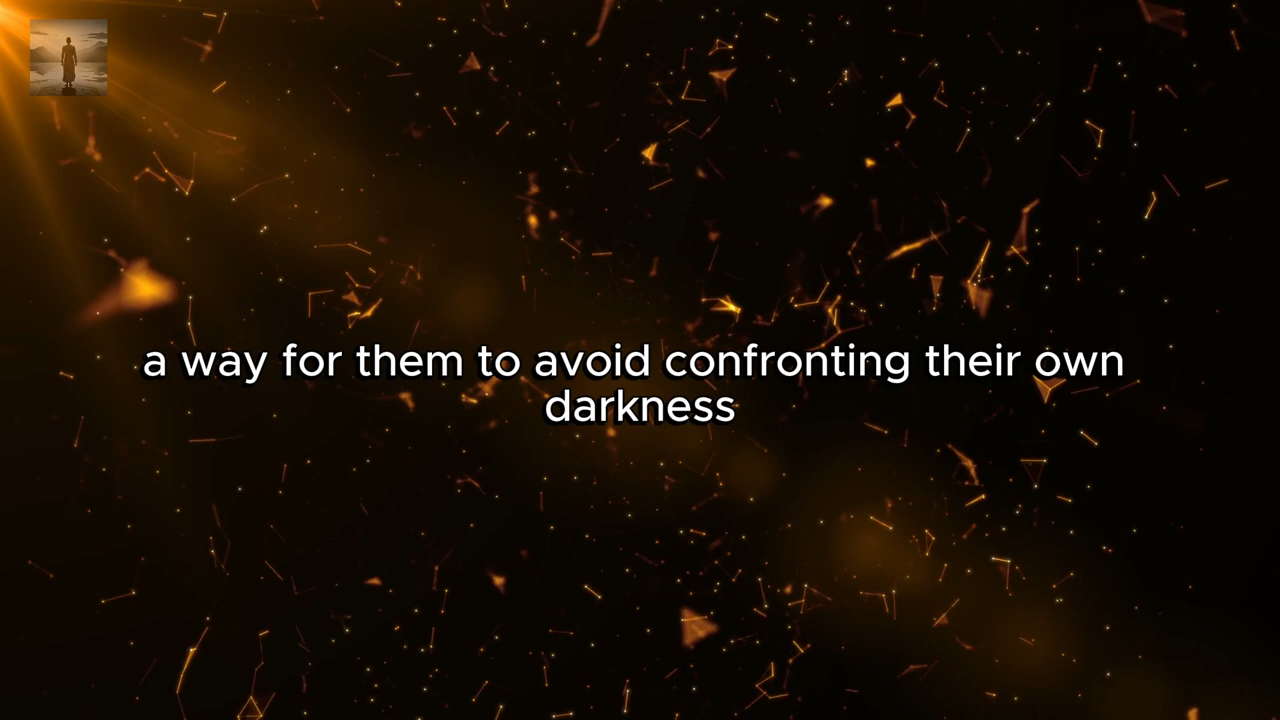 a way for them to avoid confronting their own
darkness